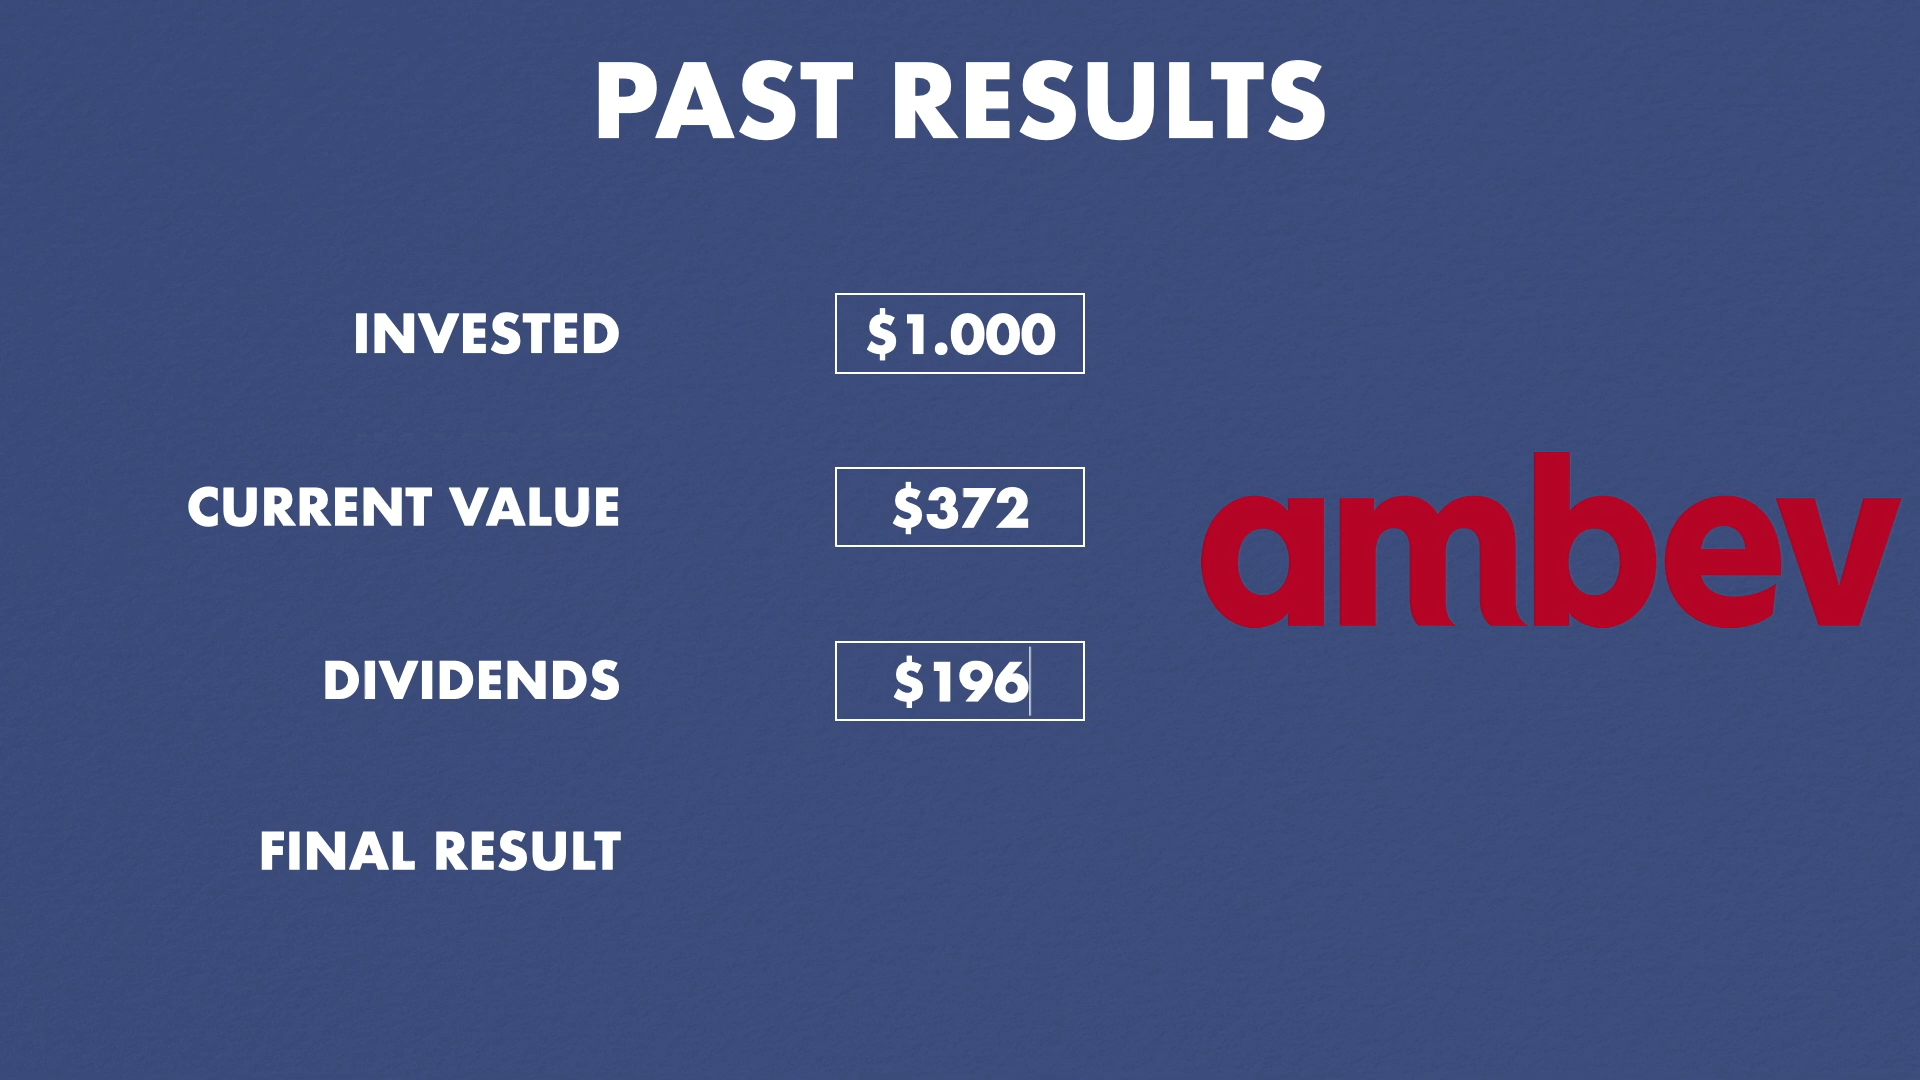 PAST RESULTS
INVESTED $1.000
CURRENT VALUE $372
ambev
DIVIDENDS $196
FINAL RESULT